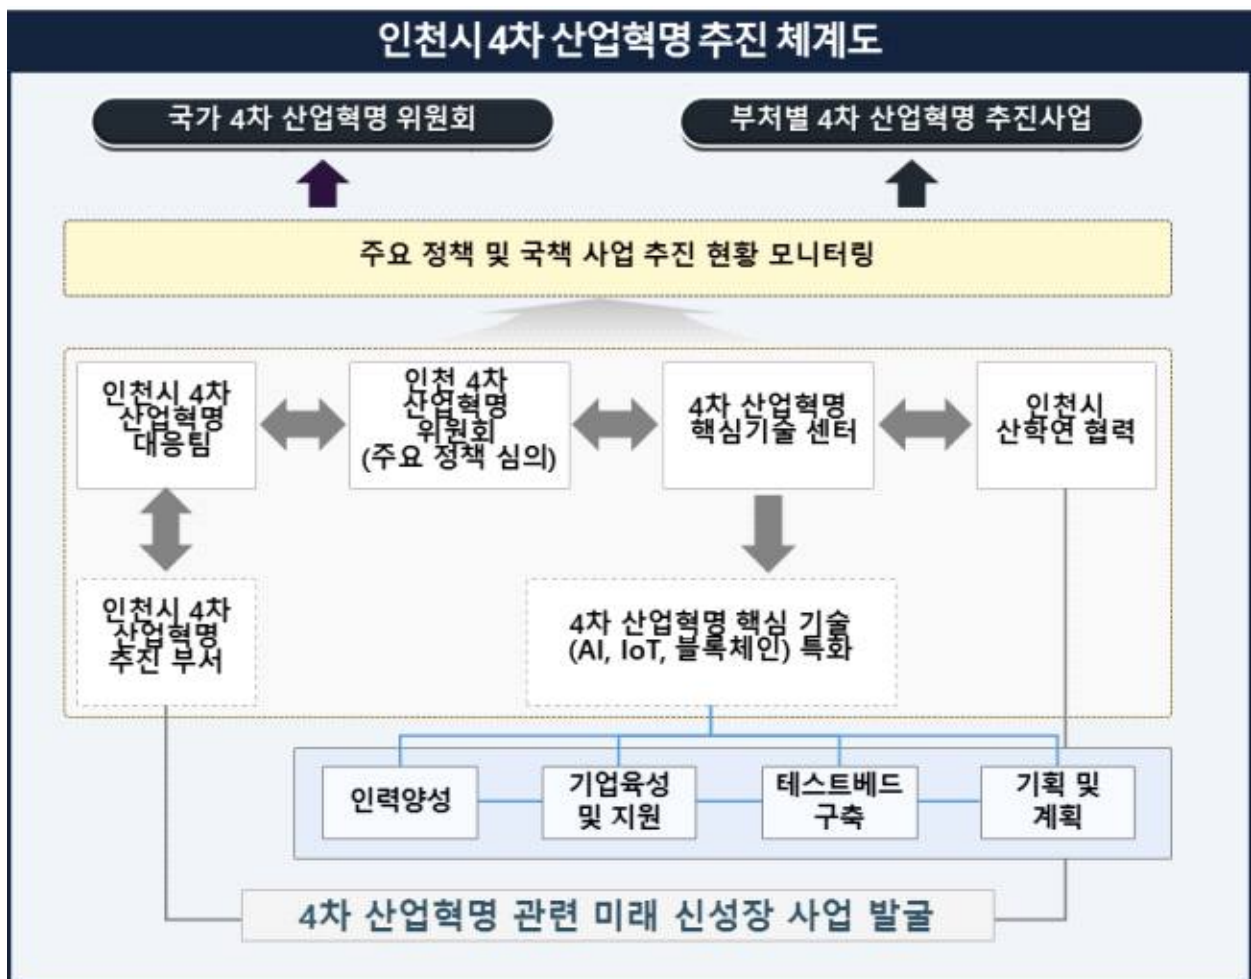 인천시 4차 산업혁명 추진 체계도
국가 4차 산업혁명 위원회
부처별 4차 산업혁명 추진사업
주요 정책 및 국책 사업 추진 현황 모니터링
인천시 4차
산업혁명
대응팀
인천 4차
산업혁명
위원회
(주요 정책 심의)
4차 산업혁명
핵심기술 센터
인천시
산학연 협력
인천시 4차
산업혁명
추진 부서
4차 산업혁명 핵심 기술
(AI, IoT, 블록체인) 특화
인력양성
기업육성
및 지원
테스트베드
구축
기획 및
계획
4차 산업혁명 관련 미래 신성장 사업 발굴